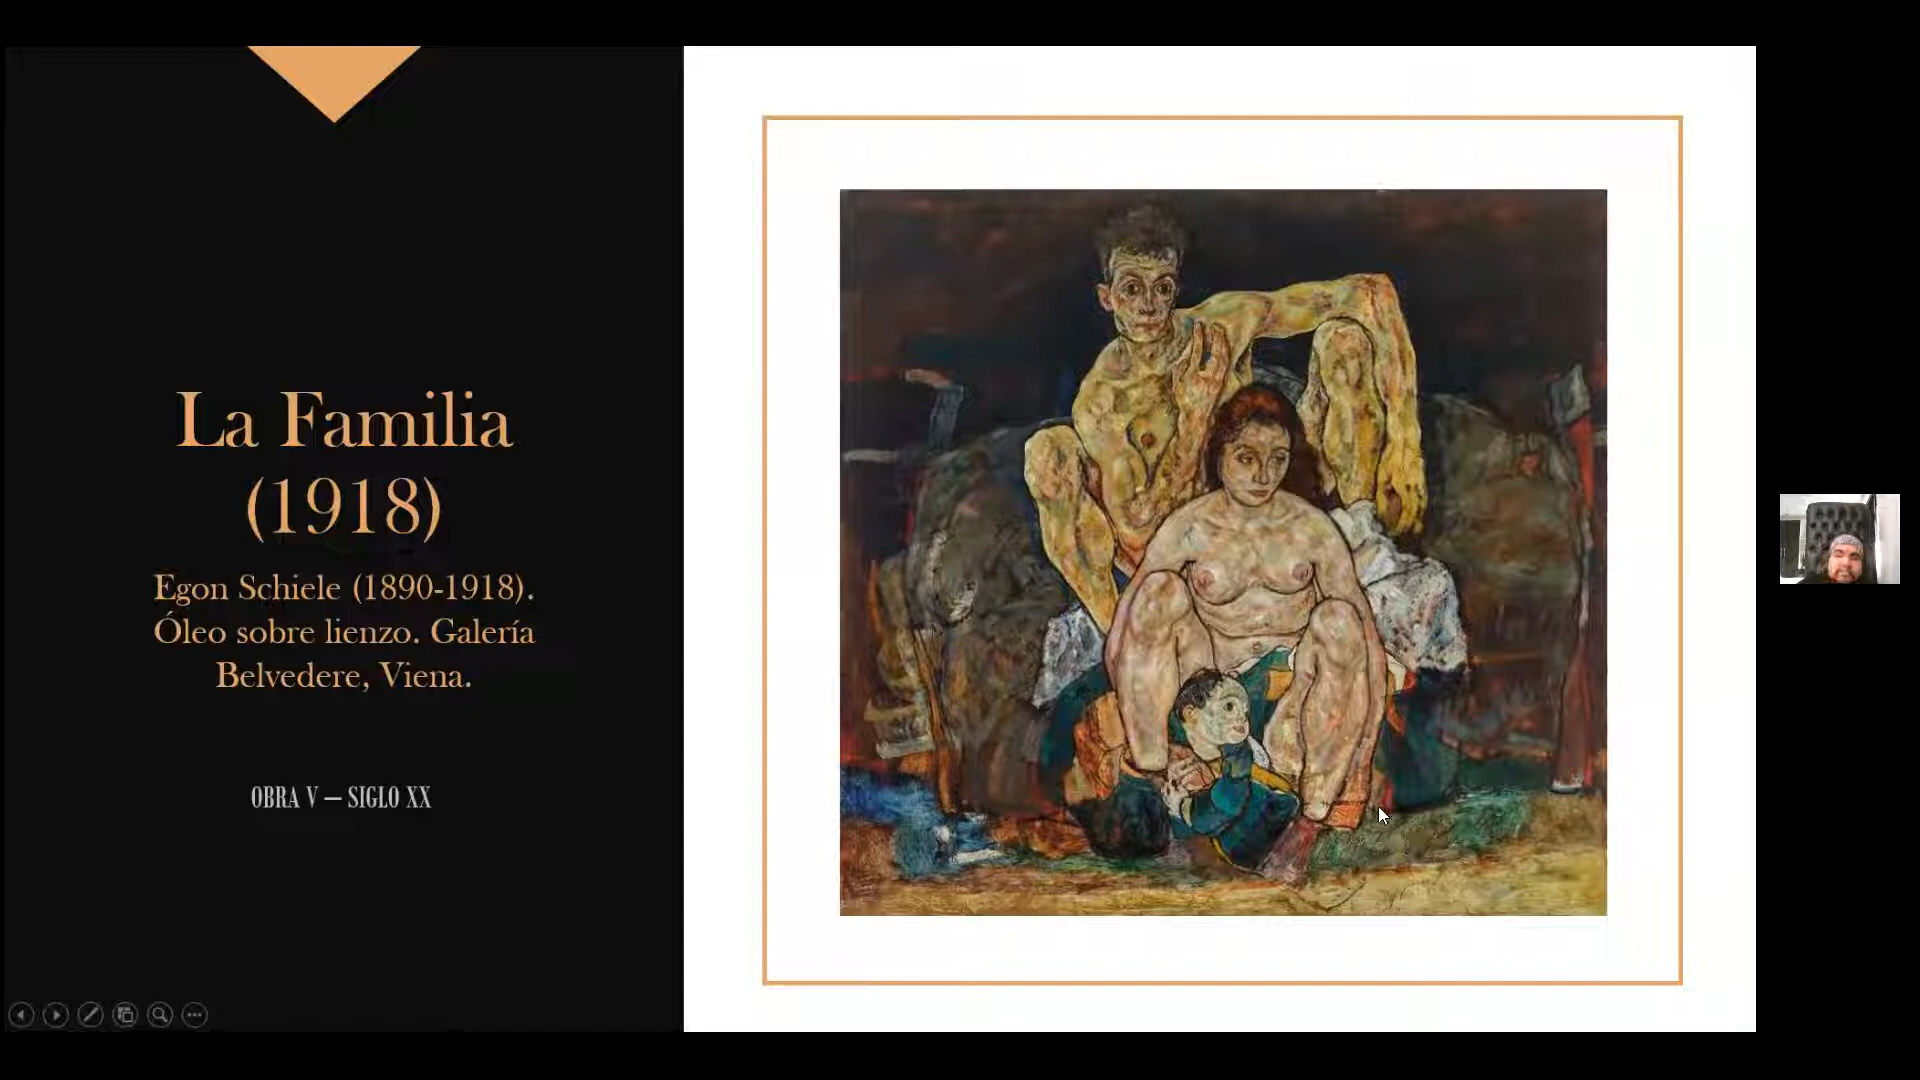 La Familia
(1918)
Egon Schiele (1890-1918).
Óleo sobre lienzo. Galería
Belvedere, Viena.
OBRA V – SIGLO XX